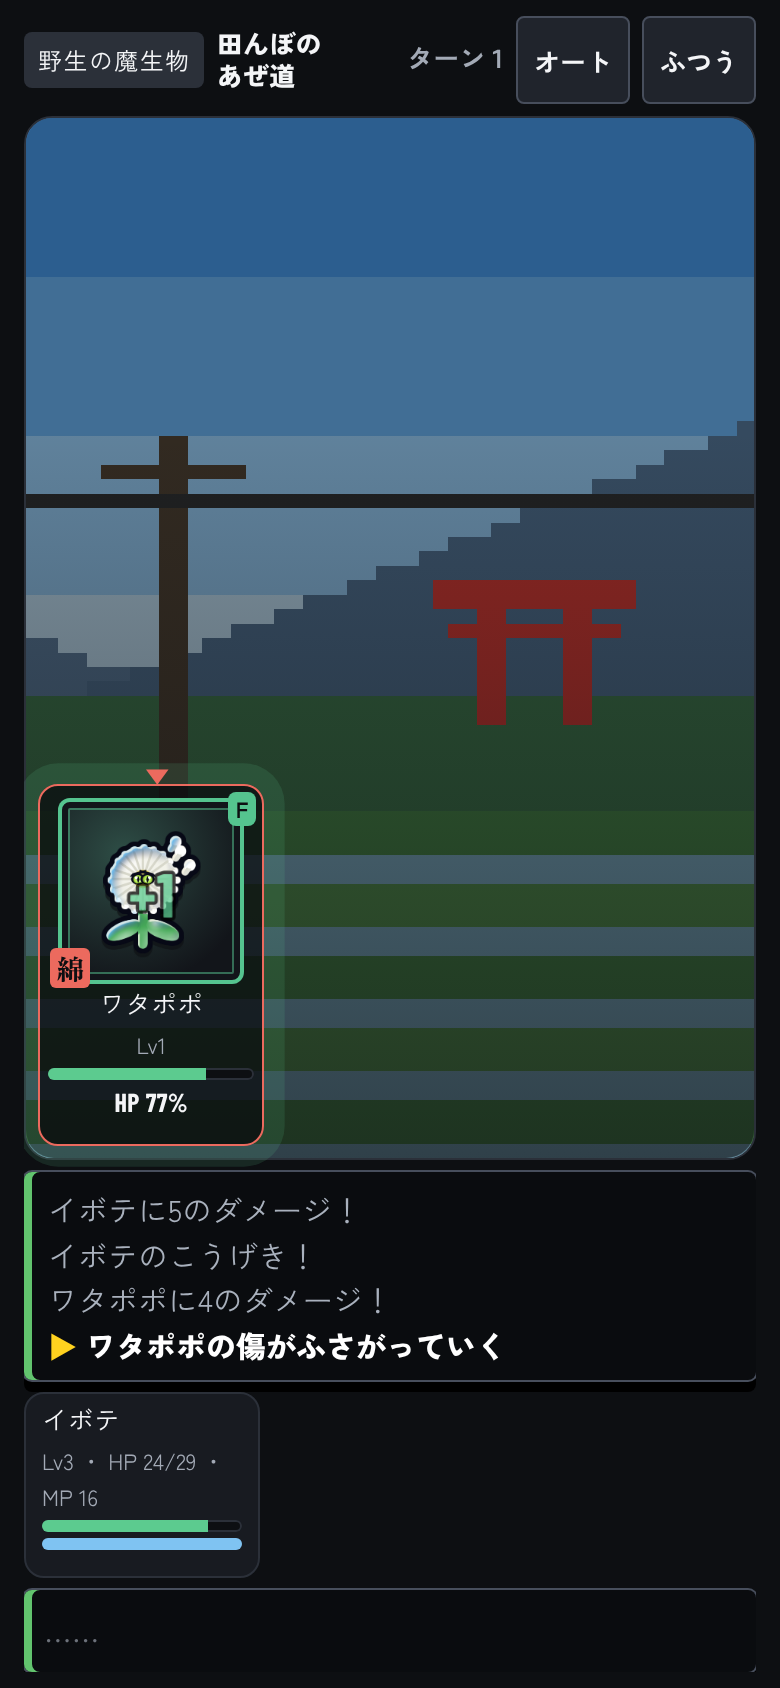 野生の魔生物
田んぼの
あぜ道
ターン 1
オート
ふつう
F
+1
綿
ワタポポ
Lv1
HP 77%
イボテに5のダメージ！
イボテのこうげき！
ワタポポに4のダメージ！
▶ ワタポポの傷がふさがっていく
イボテ
Lv3 ・ HP 24/29 ・
MP 16
......